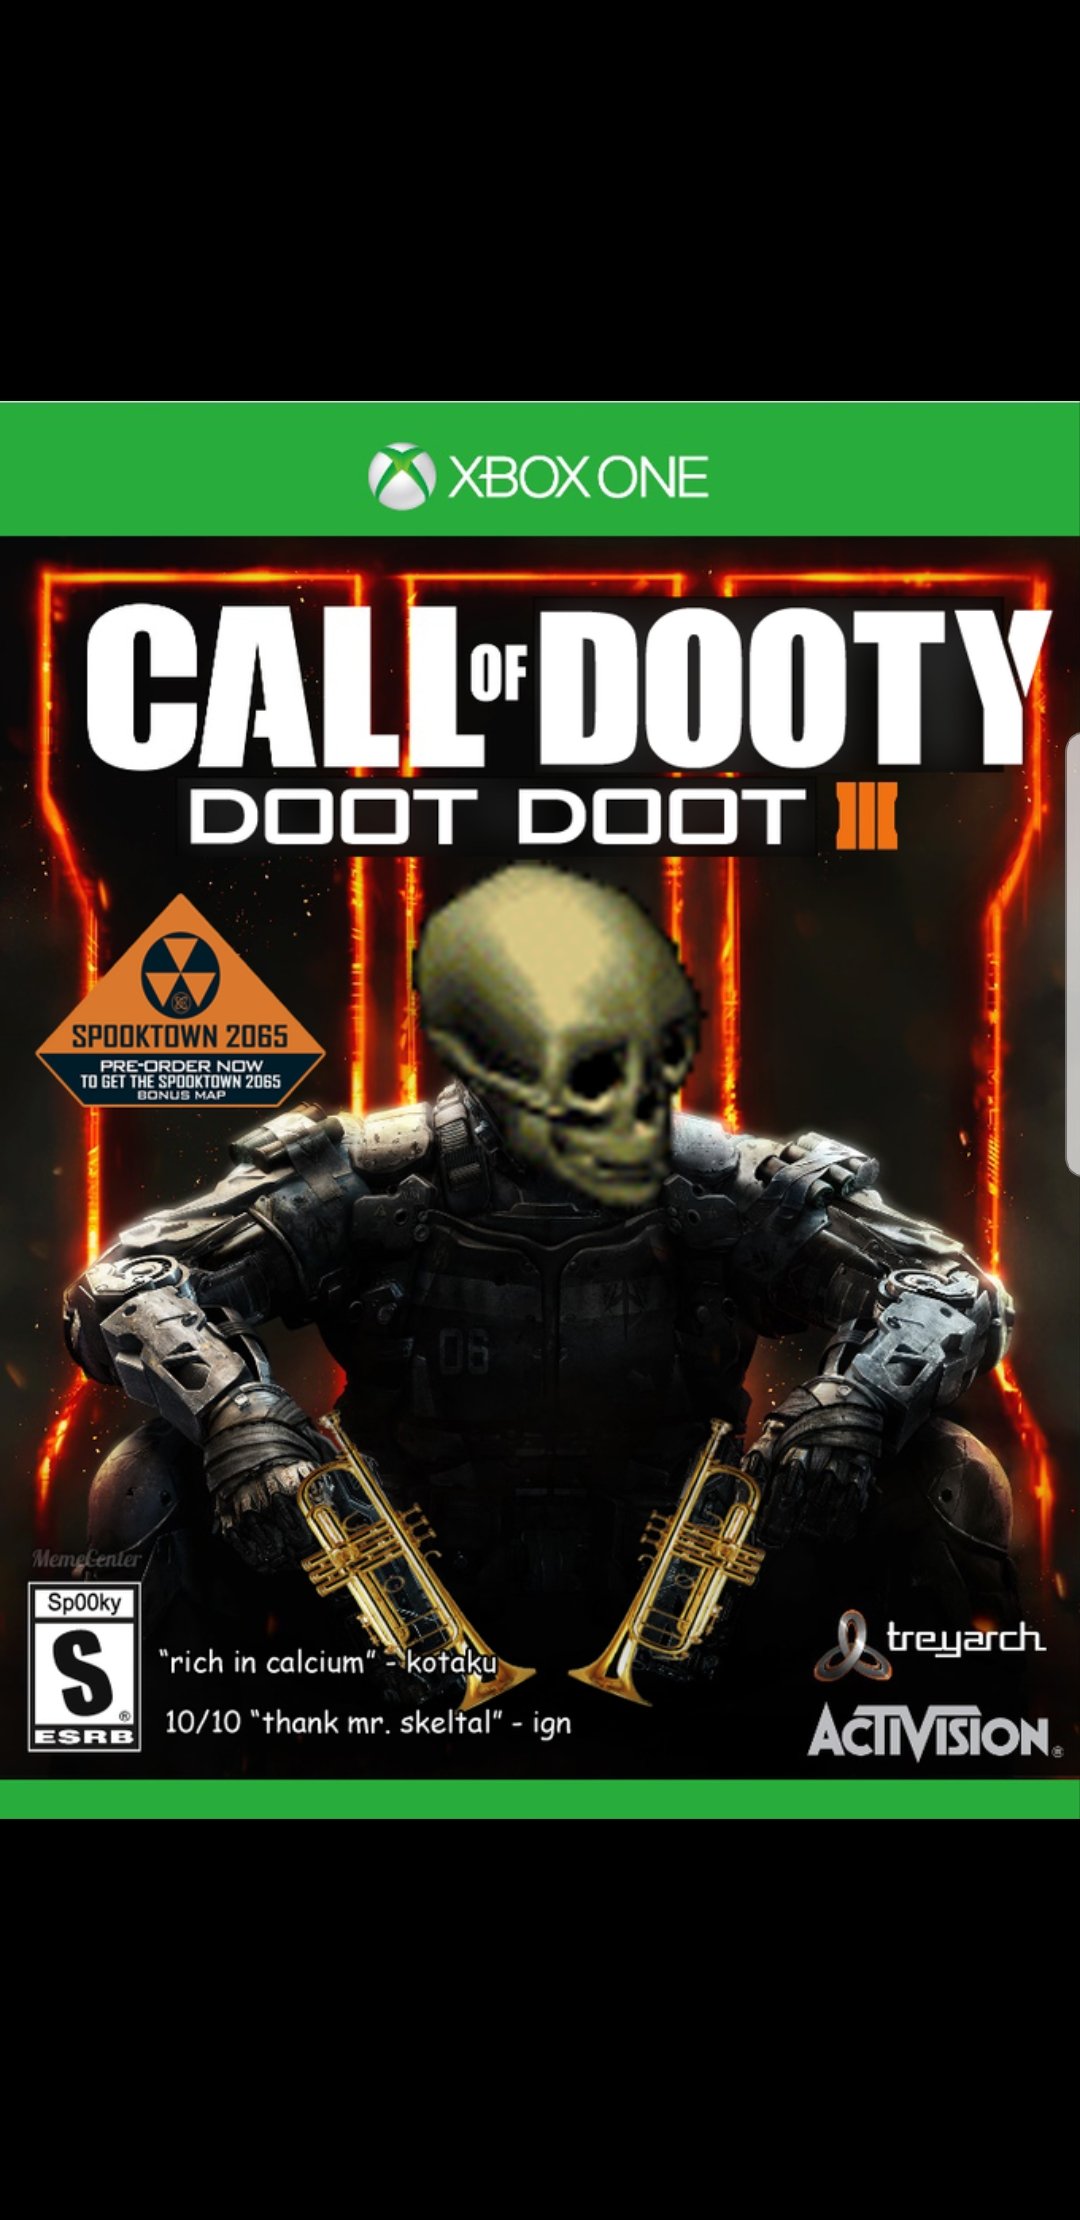 XBOX ONE
CALL OF DOOTY
DOOT DOOT III
SPOOKTOWN 2065
PRE-ORDER NOW
TO GET THE SPOOKTOWN 2065
BONUS MAP
06
MemeCenter
Sp00ky
S®
ESRB
"rich in calcium" - kotaku
10/10 "thank mr. skeltal" - ign
treyarch
ACTIVISION®